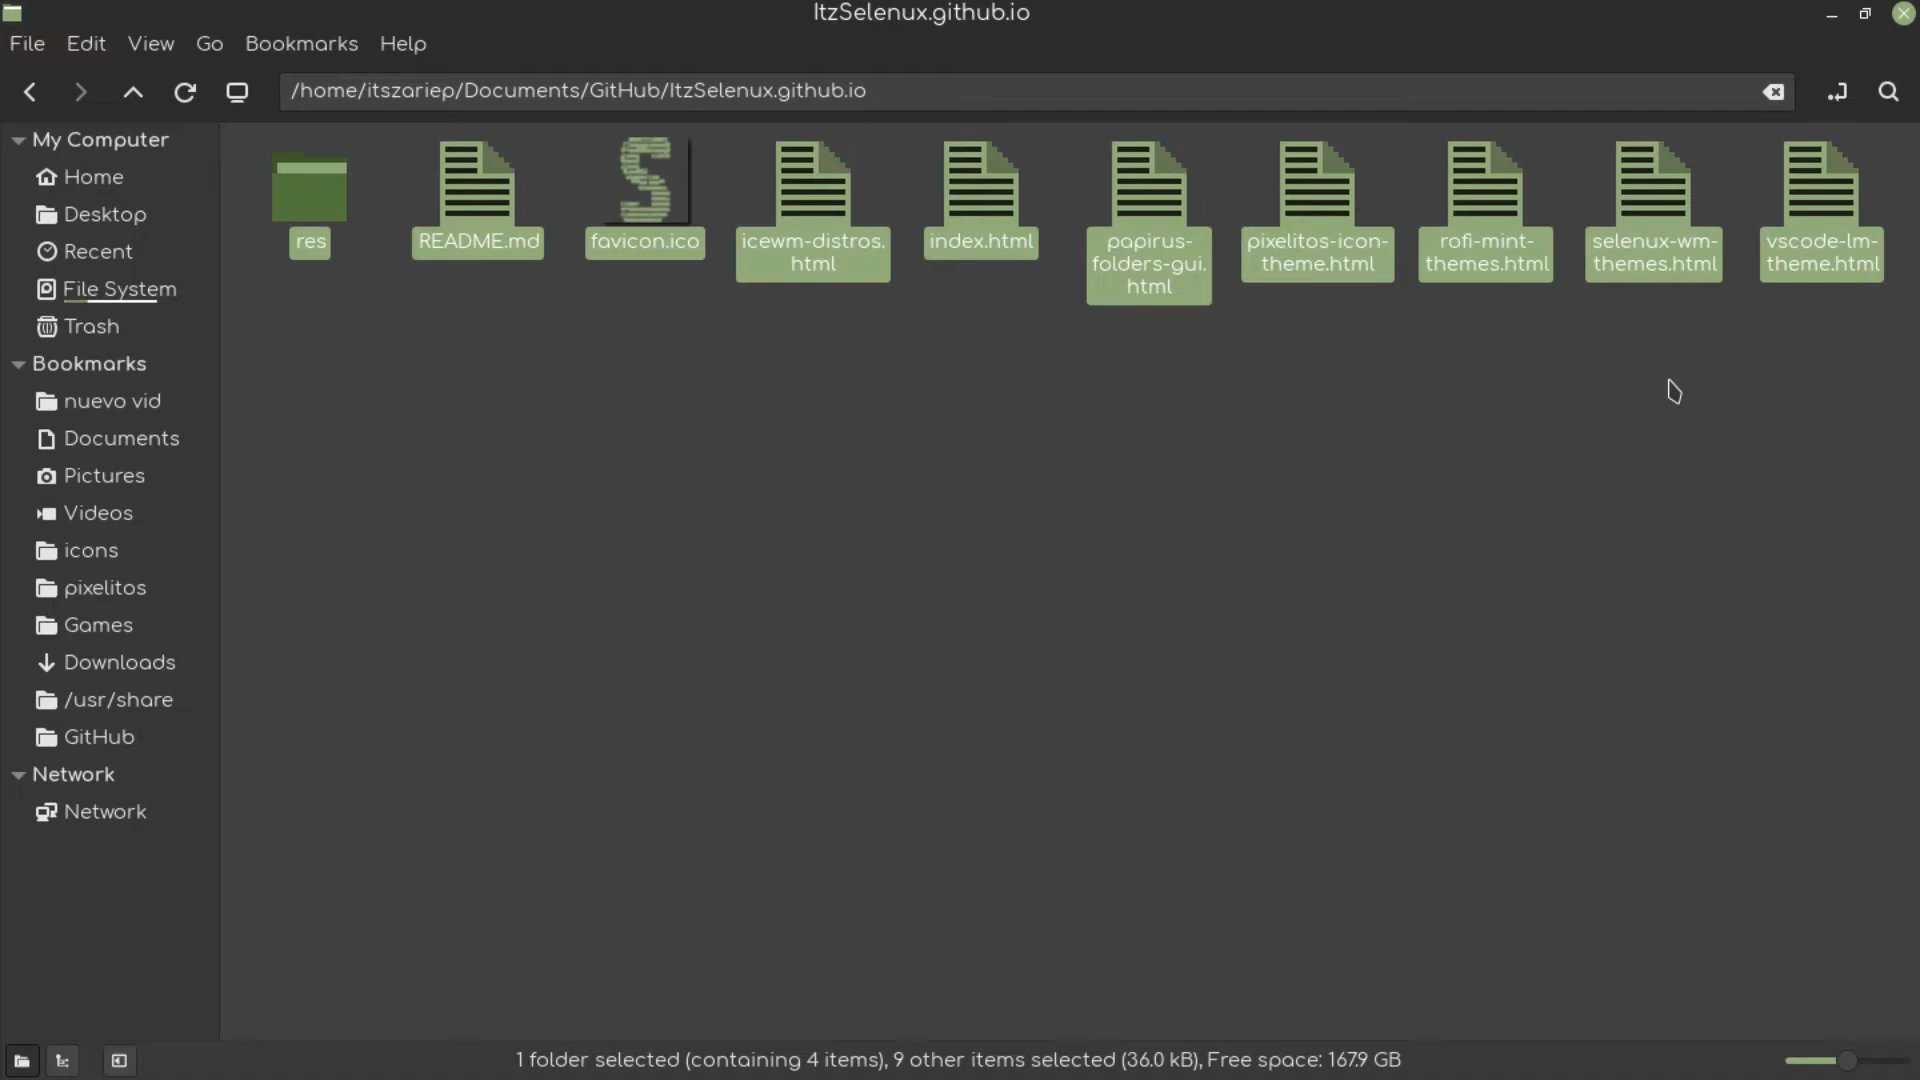 ItzSelenux.github.io
File Edit View Go Bookmarks Help
/home/itszariep/Documents/GitHub/ItzSelenux.github.io
My Computer
Home
Desktop
Recent
File System
Trash
Bookmarks
nuevo vid
Documents
Pictures
Videos
icons
pixelitos
Games
Downloads
/usr/share
GitHub
Network
Network
res
README.md
favicon.ico
icewm-distros.
html
index.html
papirus-
folders-gui.
html
pixelitos-icon-
theme.html
rofi-mint-
themes.html
selenux-wm-
themes.html
vscode-lm-
theme.html
1 folder selected (containing 4 items), 9 other items selected (36.0 kB), Free space: 167.9 GB